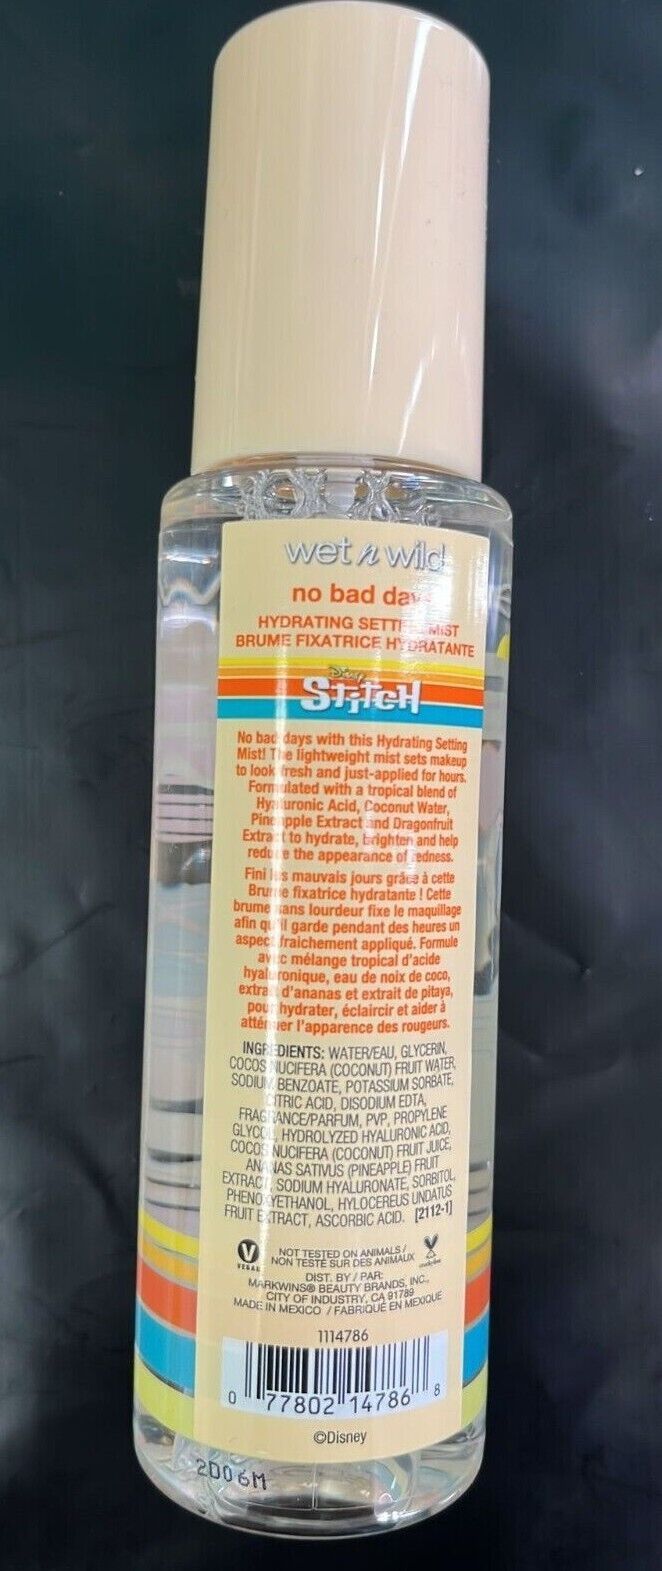 wet n wild
no bad days
HYDRATING SETTING MIST
BRUME FIXATRICE HYDRATANTE
Disney
Stitch
No bad days with this Hydrating Setting
Mist! The lightweight mist sets makeup
to look fresh and just-applied for hours.
Formulated with a tropical blend of
Hyaluronic Acid, Coconut Water,
Pineapple Extract and Dragonfruit
Extract to hydrate, brighten and help
reduce the appearance of redness.
Fini les mauvais jours grâce à cette
Brume fixatrice hydratante ! Cette
brume sans lourdeur fixe le maquillage
afin qu'il garde pendant des heures un
aspect fraichement appliqué. Formule
avec mélange tropical d'acide
hyaluronique, eau de noix de coco,
extrait d'ananas et extrait de pitaya,
pour hydrater, éclaircir et aider à
atténuer l'apparence des rougeurs.
INGREDIENTS: WATER/EAU, GLYCERIN,
COCOS NUCIFERA (COCONUT) FRUIT WATER,
SODIUM BENZOATE, POTASSIUM SORBATE,
CITRIC ACID, DISODIUM EDTA,
FRAGRANCE/PARFUM, PVP, PROPYLENE
GLYCOL, HYDROLYZED HYALURONIC ACID,
COCOS NUCIFERA (COCONUT) FRUIT JUICE,
ANANAS SATIVUS (PINEAPPLE) FRUIT
EXTRACT, SODIUM HYALURONATE, SORBITOL,
PHENOXYETHANOL, HYLOCEREUS UNDATUS
FRUIT EXTRACT, ASCORBIC ACID. [2112-1]
V
VEGAN
NOT TESTED ON ANIMALS /
NON TESTÉ SUR DES ANIMAUX
cruelty-free
DIST. BY / PAR:
MARKWINS® BEAUTY BRANDS, INC.,
CITY OF INDUSTRY, CA 91789
MADE IN MEXICO / FABRIQUÉ EN MEXIQUE
1114786
0 77802 14786 8
©Disney
2D06M